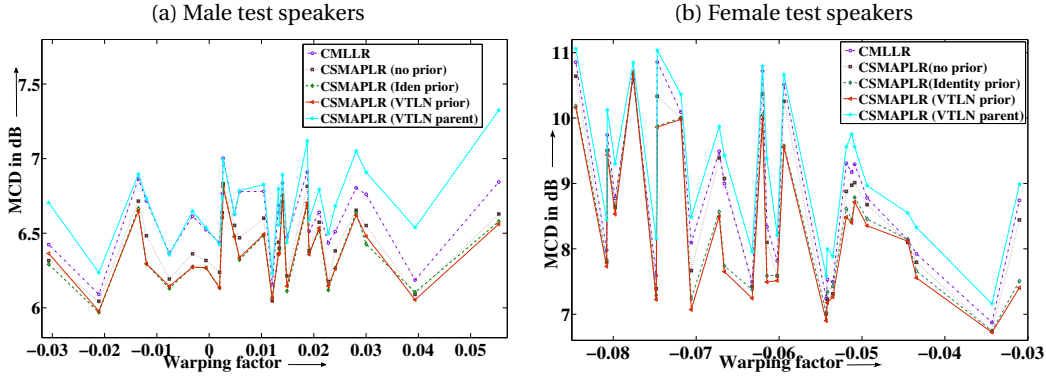 (a) Male test speakers
7.5
7
6.5
6
MCD in dB
CMLLR
CSMAPLR (no prior)
CSMAPLR (Iden prior)
CSMAPLR (VTLN prior)
CSMAPLR (VTLN parent)
−0.03 −0.02 −0.01 0 0.01 0.02 0.03 0.04 0.05
Warping factor
(b) Female test speakers
11
10
9
8
7
MCD in dB
CMLLR
CSMAPLR(no prior)
CSMAPLR(Identity prior)
CSMAPLR (VTLN prior)
CSMAPLR (VTLN parent)
−0.08 −0.07 −0.06 −0.05 −0.04 −0.03
Warping factor